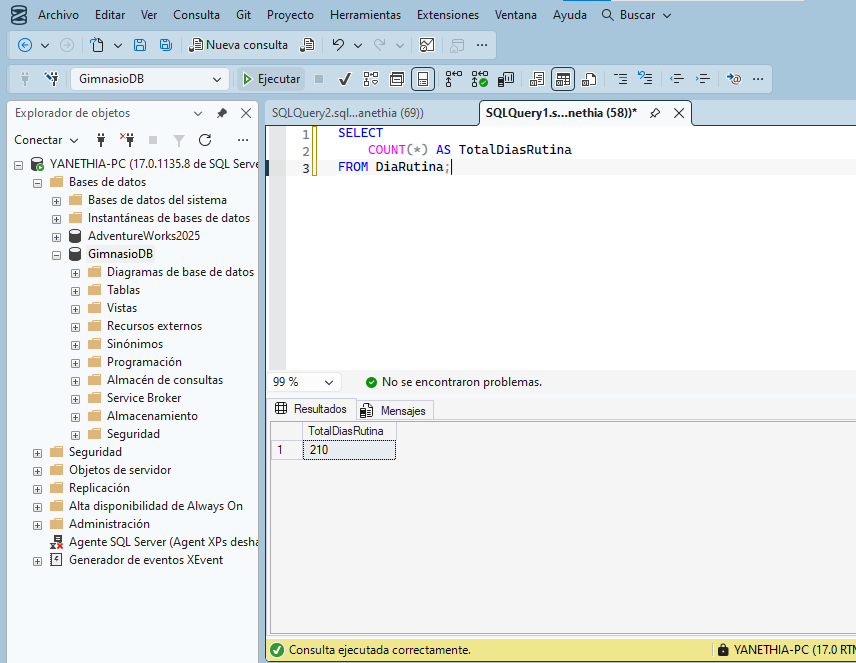 Archivo Editar Ver Consulta Git Proyecto Herramientas Extensiones Ventana Ayuda Buscar
Nueva consulta
GimnasioDB Ejecutar
Explorador de objetos
Conectar
YANETHIA-PC (17.0.1135.8 de SQL Serve
Bases de datos
Bases de datos del sistema
Instantáneas de bases de datos
AdventureWorks2025
GimnasioDB
Diagramas de base de datos
Tablas
Vistas
Recursos externos
Sinónimos
Programación
Almacén de consultas
Service Broker
Almacenamiento
Seguridad
Seguridad
Objetos de servidor
Replicación
Alta disponibilidad de Always On
Administración
Agente SQL Server (Agent XPs desha
Generador de eventos XEvent
SQLQuery2.sql...anethia (69)) SQLQuery1.s...nethia (58))*
1 SELECT
2 COUNT(*) AS TotalDiasRutina
3 FROM DiaRutina;
99 % No se encontraron problemas.
Resultados Mensajes
TotalDiasRutina
1 210
Consulta ejecutada correctamente. YANETHIA-PC (17.0 RTM